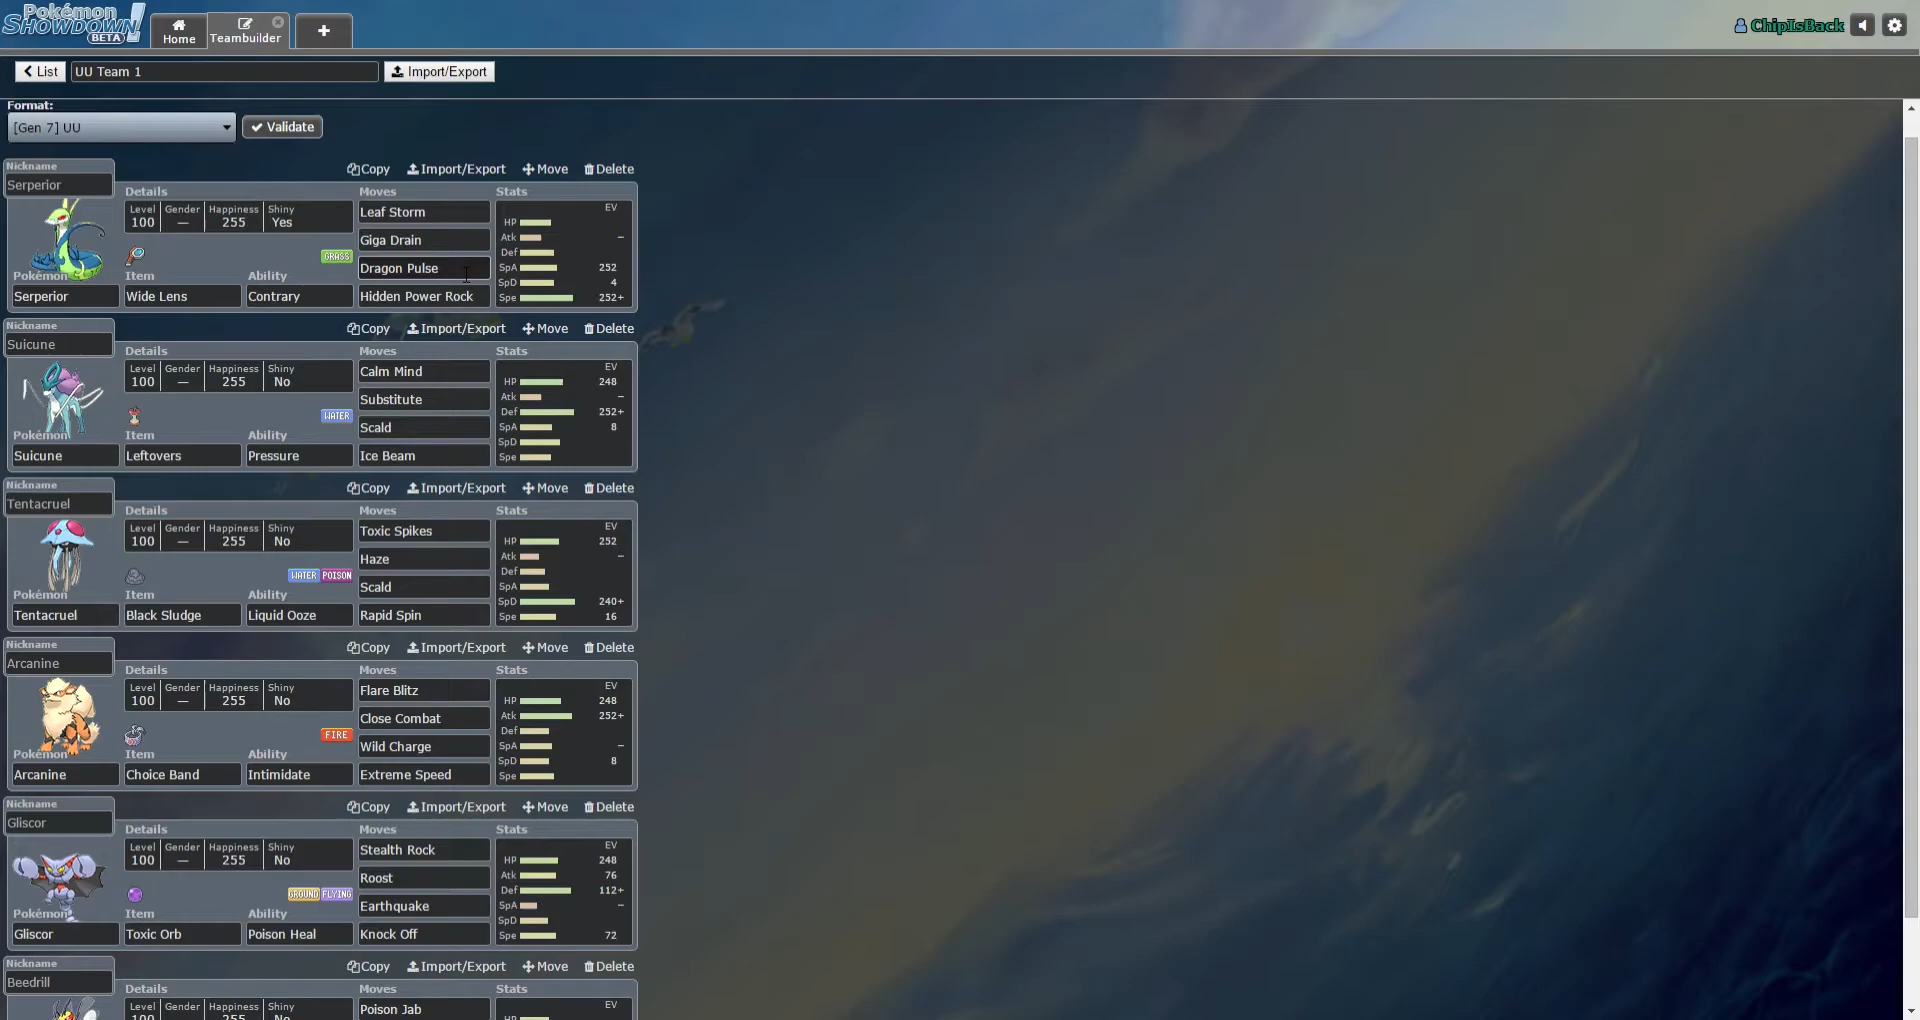 Pokémon
SHOWDOWN!
BETA
Home
Teambuilder
+
ChipIsBack
List
UU Team 1
Import/Export
Format:
[Gen 7] UU
Validate
Nickname
Serperior
Copy Import/Export Move Delete
Details Moves Stats
Level Gender Happiness Shiny
100 — 255 Yes
GRASS
Pokémon Item Ability
Serperior Wide Lens Contrary
Leaf Storm
Giga Drain
Dragon Pulse
Hidden Power Rock
EV
HP
Atk –
Def
SpA 252
SpD 4
Spe 252+
Nickname
Suicune
Copy Import/Export Move Delete
Details Moves Stats
Level Gender Happiness Shiny
100 — 255 No
WATER
Pokémon Item Ability
Suicune Leftovers Pressure
Calm Mind
Substitute
Scald
Ice Beam
EV
HP 248
Atk –
Def 252+
SpA 8
SpD
Spe
Nickname
Tentacruel
Copy Import/Export Move Delete
Details Moves Stats
Level Gender Happiness Shiny
100 — 255 No
WATER POISON
Pokémon Item Ability
Tentacruel Black Sludge Liquid Ooze
Toxic Spikes
Haze
Scald
Rapid Spin
EV
HP 252
Atk –
Def
SpA
SpD 240+
Spe 16
Nickname
Arcanine
Copy Import/Export Move Delete
Details Moves Stats
Level Gender Happiness Shiny
100 — 255 No
FIRE
Pokémon Item Ability
Arcanine Choice Band Intimidate
Flare Blitz
Close Combat
Wild Charge
Extreme Speed
EV
HP 248
Atk 252+
Def
SpA –
SpD 8
Spe
Nickname
Gliscor
Copy Import/Export Move Delete
Details Moves Stats
Level Gender Happiness Shiny
100 — 255 No
GROUND FLYING
Pokémon Item Ability
Gliscor Toxic Orb Poison Heal
Stealth Rock
Roost
Earthquake
Knock Off
EV
HP 248
Atk 76
Def 112+
SpA –
SpD
Spe 72
Nickname
Beedrill
Copy Import/Export Move Delete
Details Moves Stats
Level Gender Happiness Shiny
100 — 255 No
Poison Jab
EV
HP